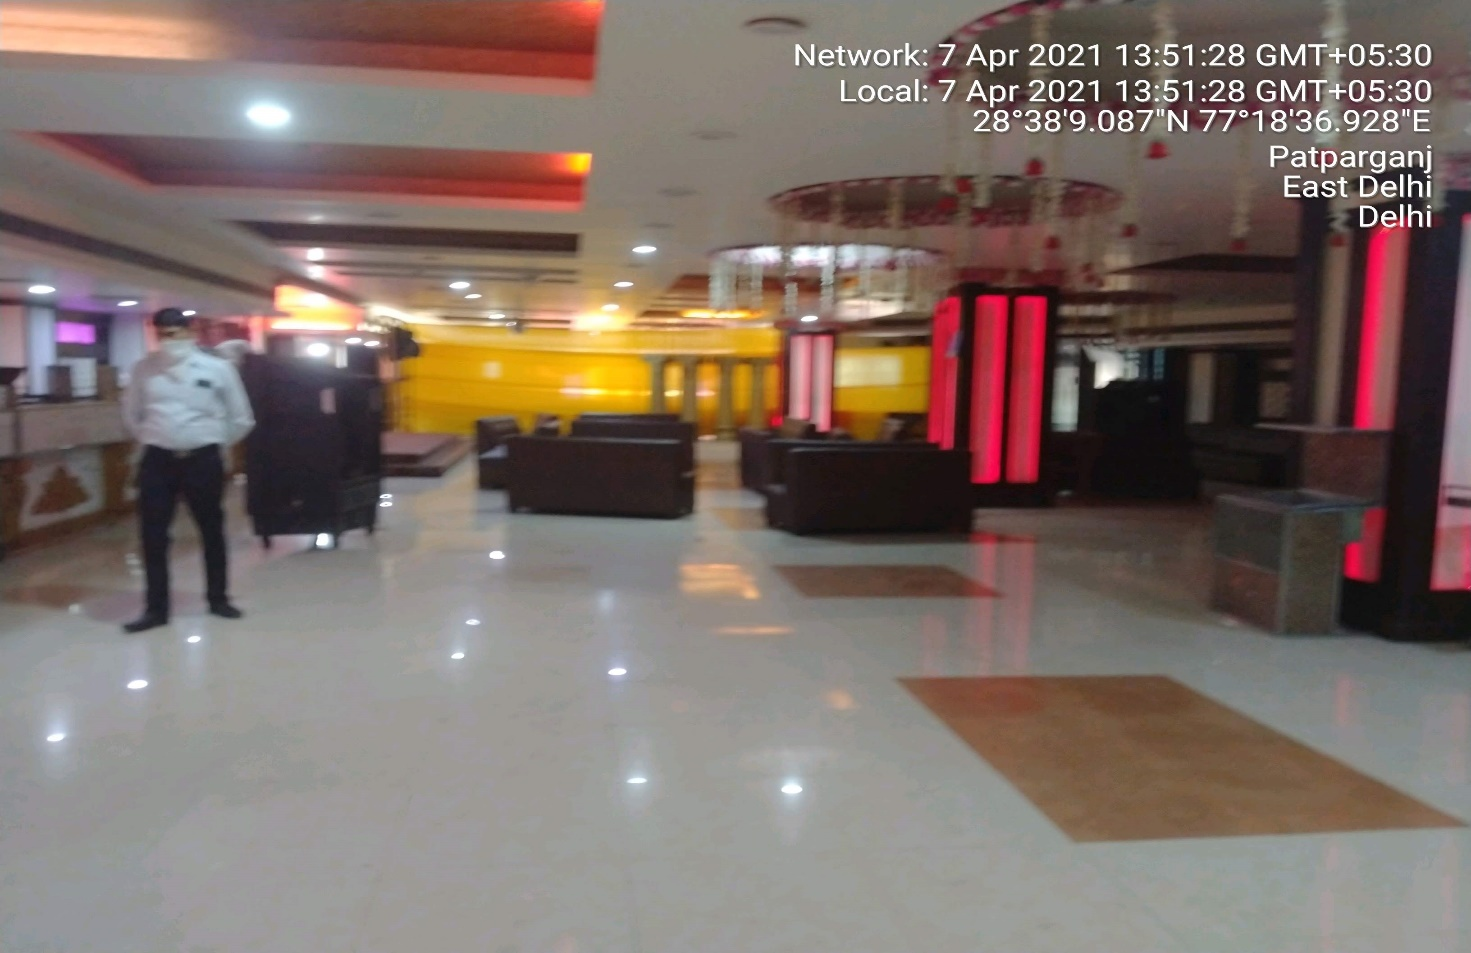 Network: 7 Apr 2021 13:51:28 GMT+05:30
Local: 7 Apr 2021 13:51:28 GMT+05:30
28°38'9.087"N 77°18'36.928"E
Patparganj
East Delhi
Delhi